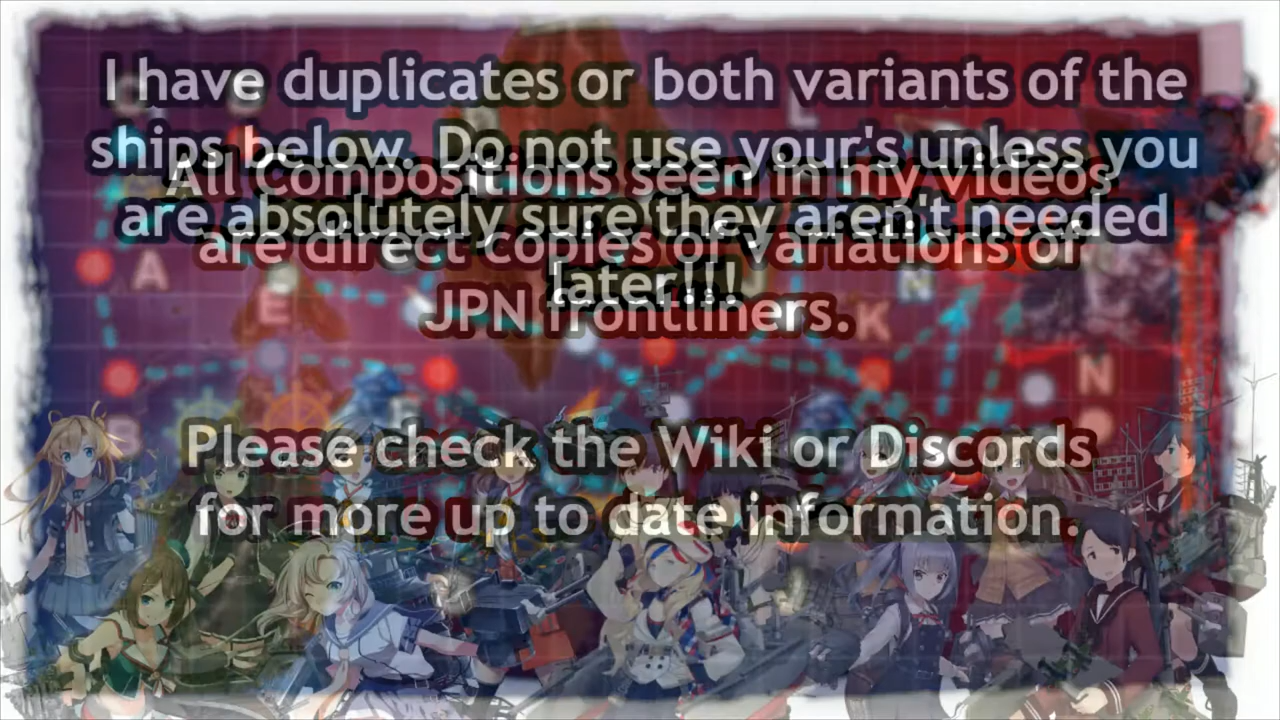 I have duplicates or both variants of the
ships below. Do not use your's unless you
All Compositions seen in my videos
are absolutely sure they aren't needed
are direct copies or variations of
later!!!!
JPN frontliners.
Please check the Wiki or Discords
for more up to date information.
A
E
K
N
B